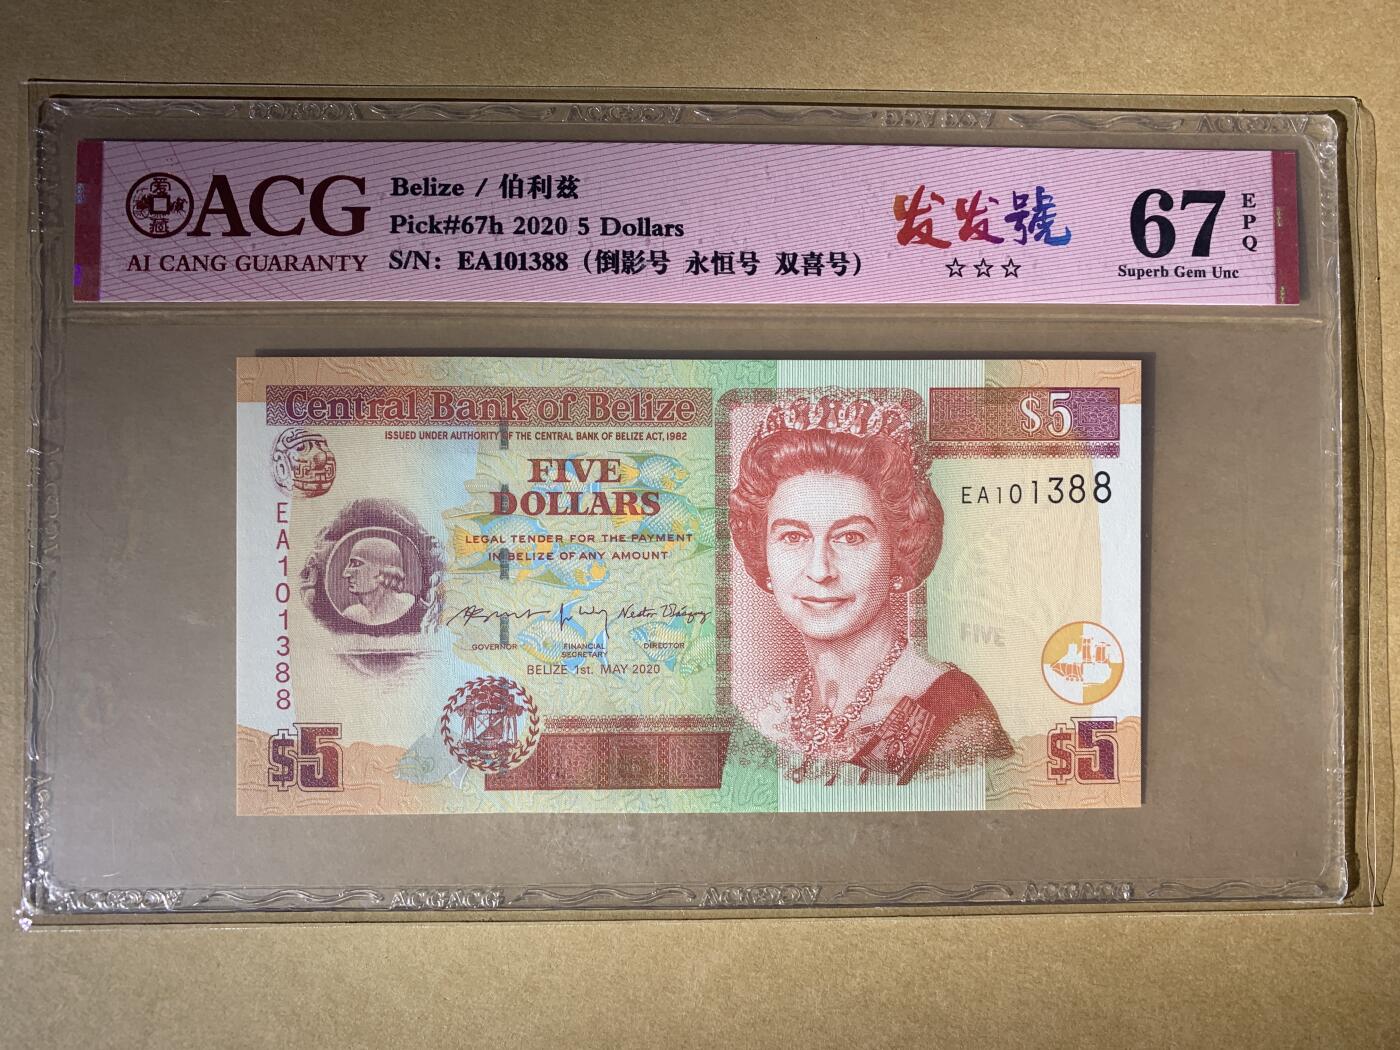 ACG
AI CANG GUARANTY
Belize / 伯利兹
Pick#67h 2020 5 Dollars
S/N: EA101388（倒影号 永恒号 双喜号）
发发號
☆☆☆
67
EPQ
Superb Gem Unc
Central Bank of Belize
ISSUED UNDER AUTHORITY OF THE CENTRAL BANK OF BELIZE ACT, 1982
FIVE
DOLLARS
LEGAL TENDER FOR THE PAYMENT
IN BELIZE OF ANY AMOUNT
GOVERNOR
FINANCIAL
SECRETARY
DIRECTOR
BELIZE 1st. MAY 2020
EA101388
$5
$5
EA101388
FIVE
$5
ACGACG